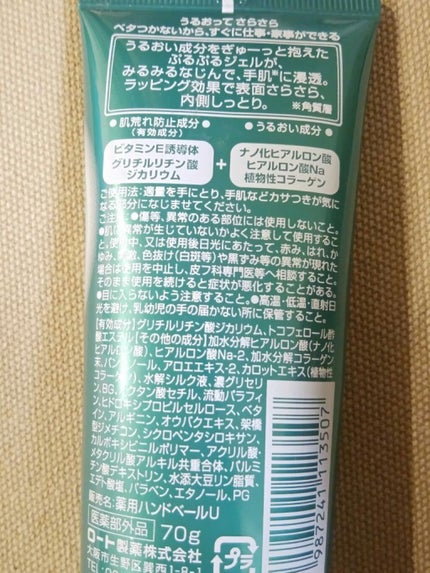 うるおってさらさら
ベタつかないから、すぐに仕事・家事ができる
うるおい成分をぎゅーっと抱えた
ぷるぷるジェルが、
みるみるなじんで、手肌*に浸透。
ラッピング効果で表面さらさら、
内側しっとり。 ※角質層
●肌荒れ防止成分●
(有効成分)
●うるおい成分●
ビタミンE誘導体
グリチルリチン酸
ジカリウム
+
ナノ化ヒアルロン酸
ヒアルロン酸Na
植物性コラーゲン
ご使用法:適量を手にとり、手肌などカサつきが気に
なる部分になじませてください。
ご注意:●傷等、異常のある部位には使用しないこと。
●肌に異常が生じていないかよく注意して使用するこ
と。使用中、又は使用後日光にあたって、赤み、はれ、か
ゆみ、刺激、色抜け(白斑等)や黒ずみ等の異常が現れた
場合は使用を中止し、皮フ科専門医等へ相談すること。
そのまま使用を続けると症状が悪化することがある。
●目に入らないよう注意すること。●高温・低温・直射日
光を避け、乳幼児の手の届かない所に保管すること。
【有効成分】グリチルリチン酸ジカリウム、トコフェロール酢
酸エステル【その他の成分】加水分解ヒアルロン酸(ナノ化
ヒアルロン酸)、ヒアルロン酸Na-2、加水分解コラーゲン
末、パンテノール、アロエエキス-2、カロットエキス(植物性
コラーゲン)、水解シルク液、濃グリセリ
ン、BG、オクタン酸セチル、流動パラフィ
ン、ヒドロキシプロピルセルロース、ベタ
イン、アルギニン、オウバクエキス、架橋
型ジメチコン、シクロペンタシロキサン、
カルボキシビニルポリマー、アクリル酸・
メタクリル酸アルキル共重合体、パルミ
チン酸デキストリン、水添大豆リン脂質、
エデト酸塩、パラベン、エタノール、PG
販売名:薬用ハンドベールU
医薬部外品 70g
ロート製薬株式会社
大阪市生野区巽西1-8-1
プラ
987241113507